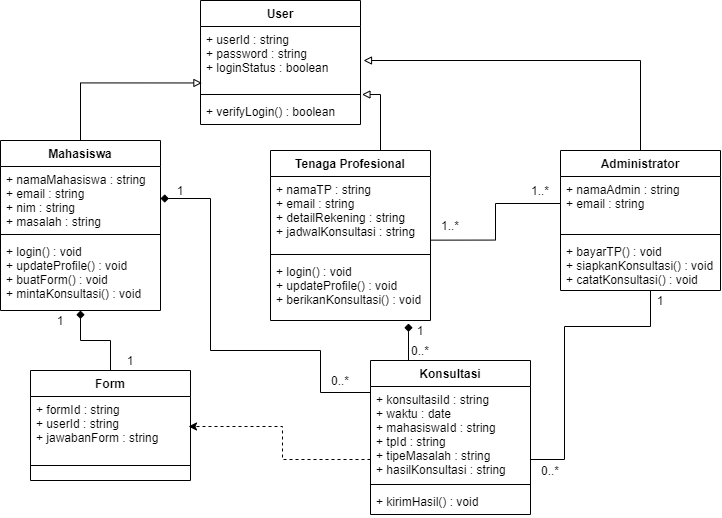 User
+ userId : string
+ password : string
+ loginStatus : boolean
+ verifyLogin() : boolean
Mahasiswa
+ namaMahasiswa : string
+ email : string
+ nim : string
+ masalah : string
+ login() : void
+ updateProfile() : void
+ buatForm() : void
+ mintaKonsultasi() : void
1
Tenaga Profesional
+ namaTP : string
+ email : string
+ detailRekening : string
+ jadwalKonsultasi : string
+ login() : void
+ updateProfile() : void
+ berikanKonsultasi() : void
1..*
1..*
Administrator
+ namaAdmin : string
+ email : string
+ bayarTP() : void
+ siapkanKonsultasi() : void
+ catatKonsultasi() : void
1
1
1
1
0..*
0..*
Form
+ formId : string
+ userId : string
+ jawabanForm : string
Konsultasi
+ konsultasiId : string
+ waktu : date
+ mahasiswaId : string
+ tpId : string
+ tipeMasalah : string
+ hasilKonsultasi : string
+ kirimHasil() : void
0..*